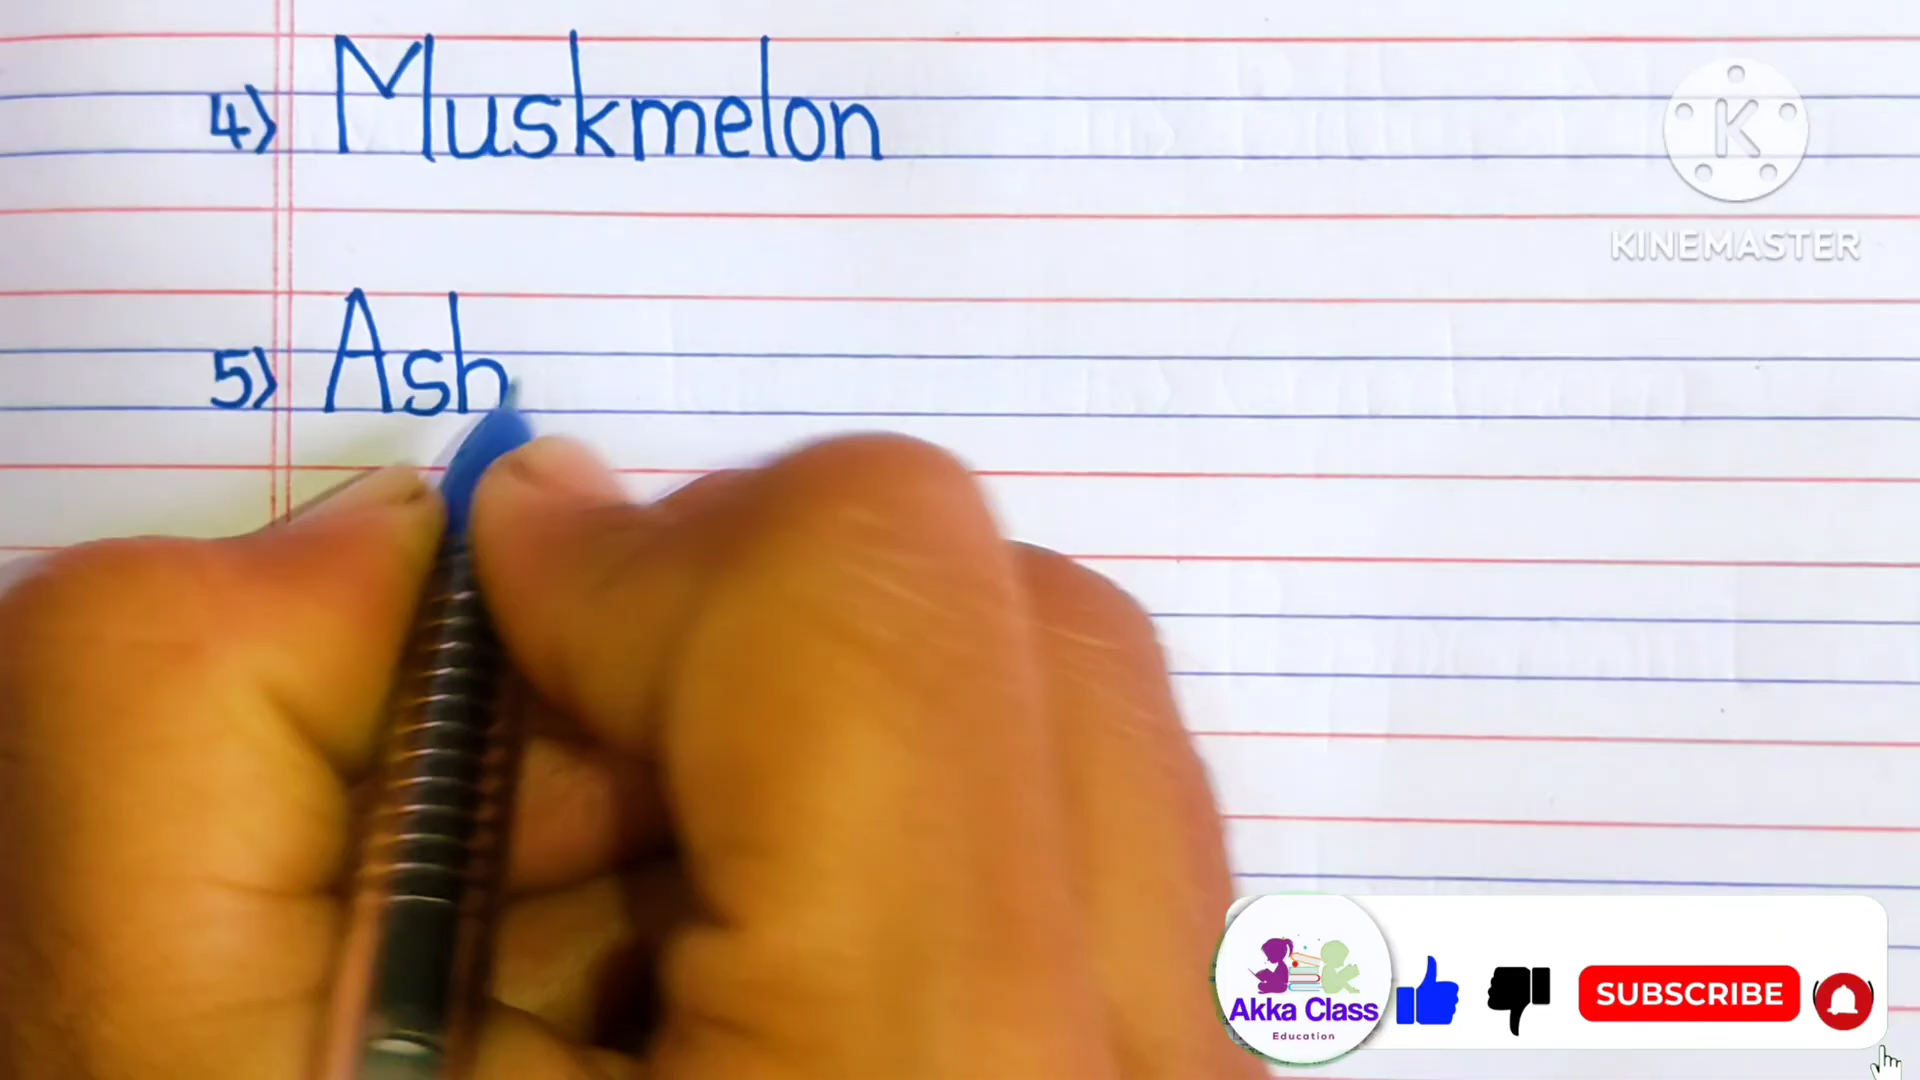 4) Muskmelon
KINEMASTER
5) Ash
Akka Class
Education
SUBSCRIBE